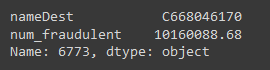 nameDest           C668046170
num_fraudulent    10160088.68
Name: 6773, dtype: object